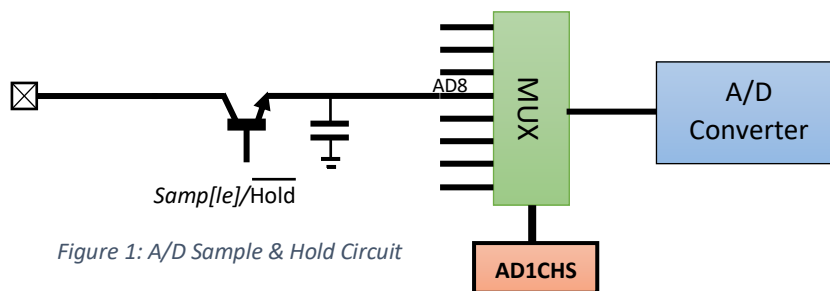 AD8
MUX
A/D
Converter
Samp[le]/Hold
Figure 1: A/D Sample & Hold Circuit
AD1CHS